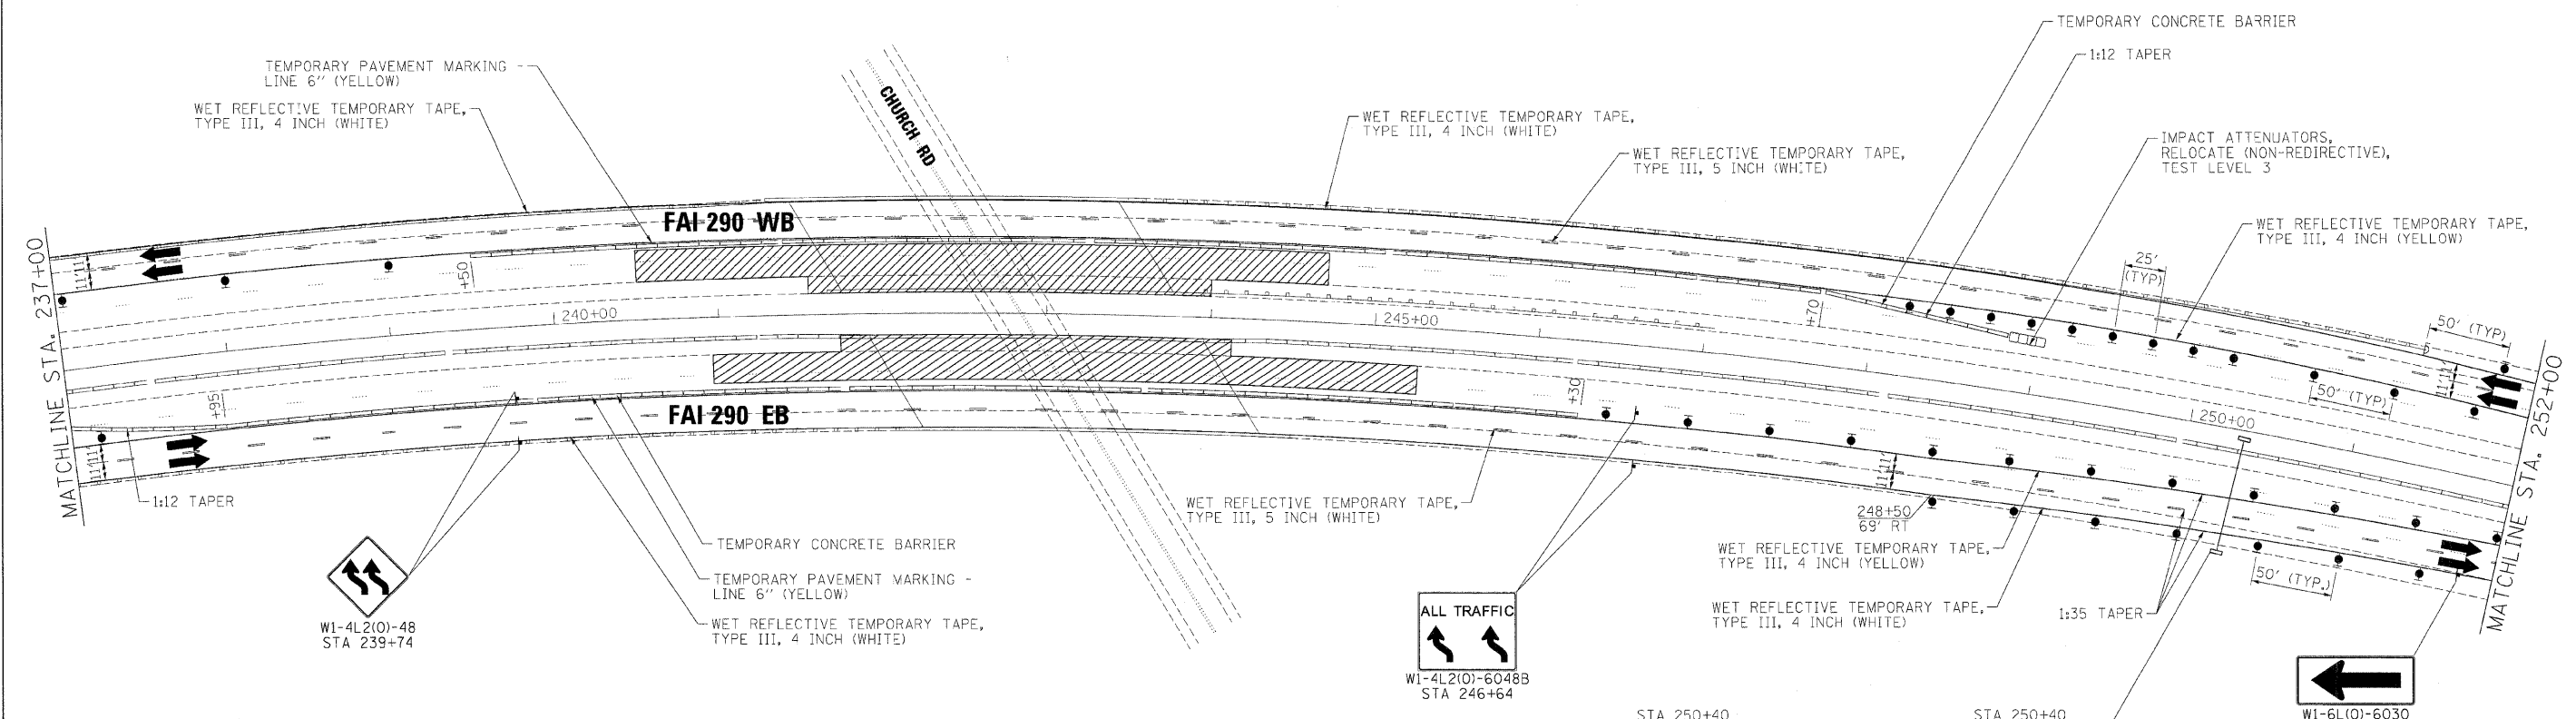 TEMPORARY CONCRETE BARRIER
1:12 TAPER
TEMPORARY PAVEMENT MARKING -
LINE 6" (YELLOW)
WET REFLECTIVE TEMPORARY TAPE,
TYPE III, 4 INCH (WHITE)
CHURCH RD
WET REFLECTIVE TEMPORARY TAPE,
TYPE III, 4 INCH (WHITE)
WET REFLECTIVE TEMPORARY TAPE,
TYPE III, 5 INCH (WHITE)
IMPACT ATTENUATORS,
RELOCATE (NON-REDIRECTIVE),
TEST LEVEL 3
WET REFLECTIVE TEMPORARY TAPE,
TYPE III, 4 INCH (YELLOW)
FAI 290 WB
25'
(TYP)
MATCHLINE STA. 237+00
11'11'
+50
240+00
245+00
+70
50' (TYP)
11'11'
50' (TYP)
MATCHLINE STA. 252+00
+95
+30
250+00
FAI 290 EB
11'11'
11'11'
1:12 TAPER
WET REFLECTIVE TEMPORARY TAPE,
TYPE III, 5 INCH (WHITE)
248+50
69' RT
TEMPORARY CONCRETE BARRIER
TEMPORARY PAVEMENT MARKING -
LINE 6" (YELLOW)
WET REFLECTIVE TEMPORARY TAPE,
TYPE III, 4 INCH (WHITE)
WET REFLECTIVE TEMPORARY TAPE,
TYPE III, 4 INCH (YELLOW)
WET REFLECTIVE TEMPORARY TAPE,
TYPE III, 4 INCH (WHITE)
1:35 TAPER
50' (TYP.)
W1-4L2(O)-48
STA 239+74
ALL TRAFFIC
W1-4L2(O)-6048B
STA 246+64
STA 250+40
STA 250+40
W1-6L(O)-6030